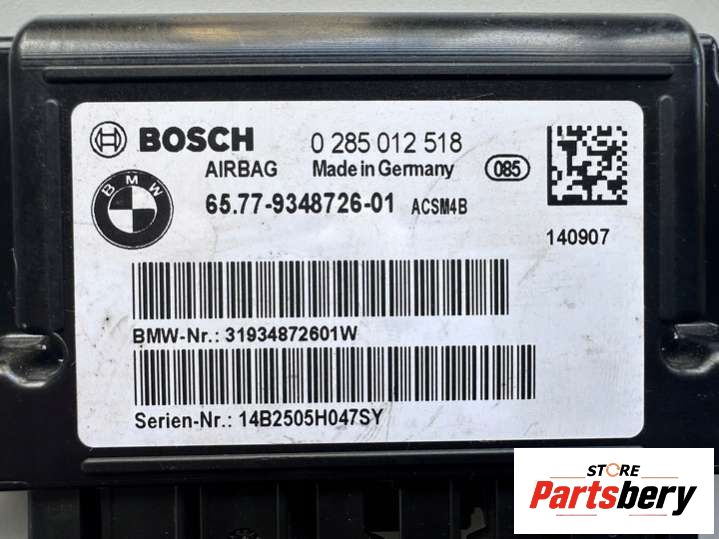 BOSCH 0 285 012 518
AIRBAG Made in Germany 085
BMW
65.77-9348726-01 ACSM4B
140907
BMW-Nr.: 31934872601W
Serien-Nr.: 14B2505H047SY
STORE
Partsbery